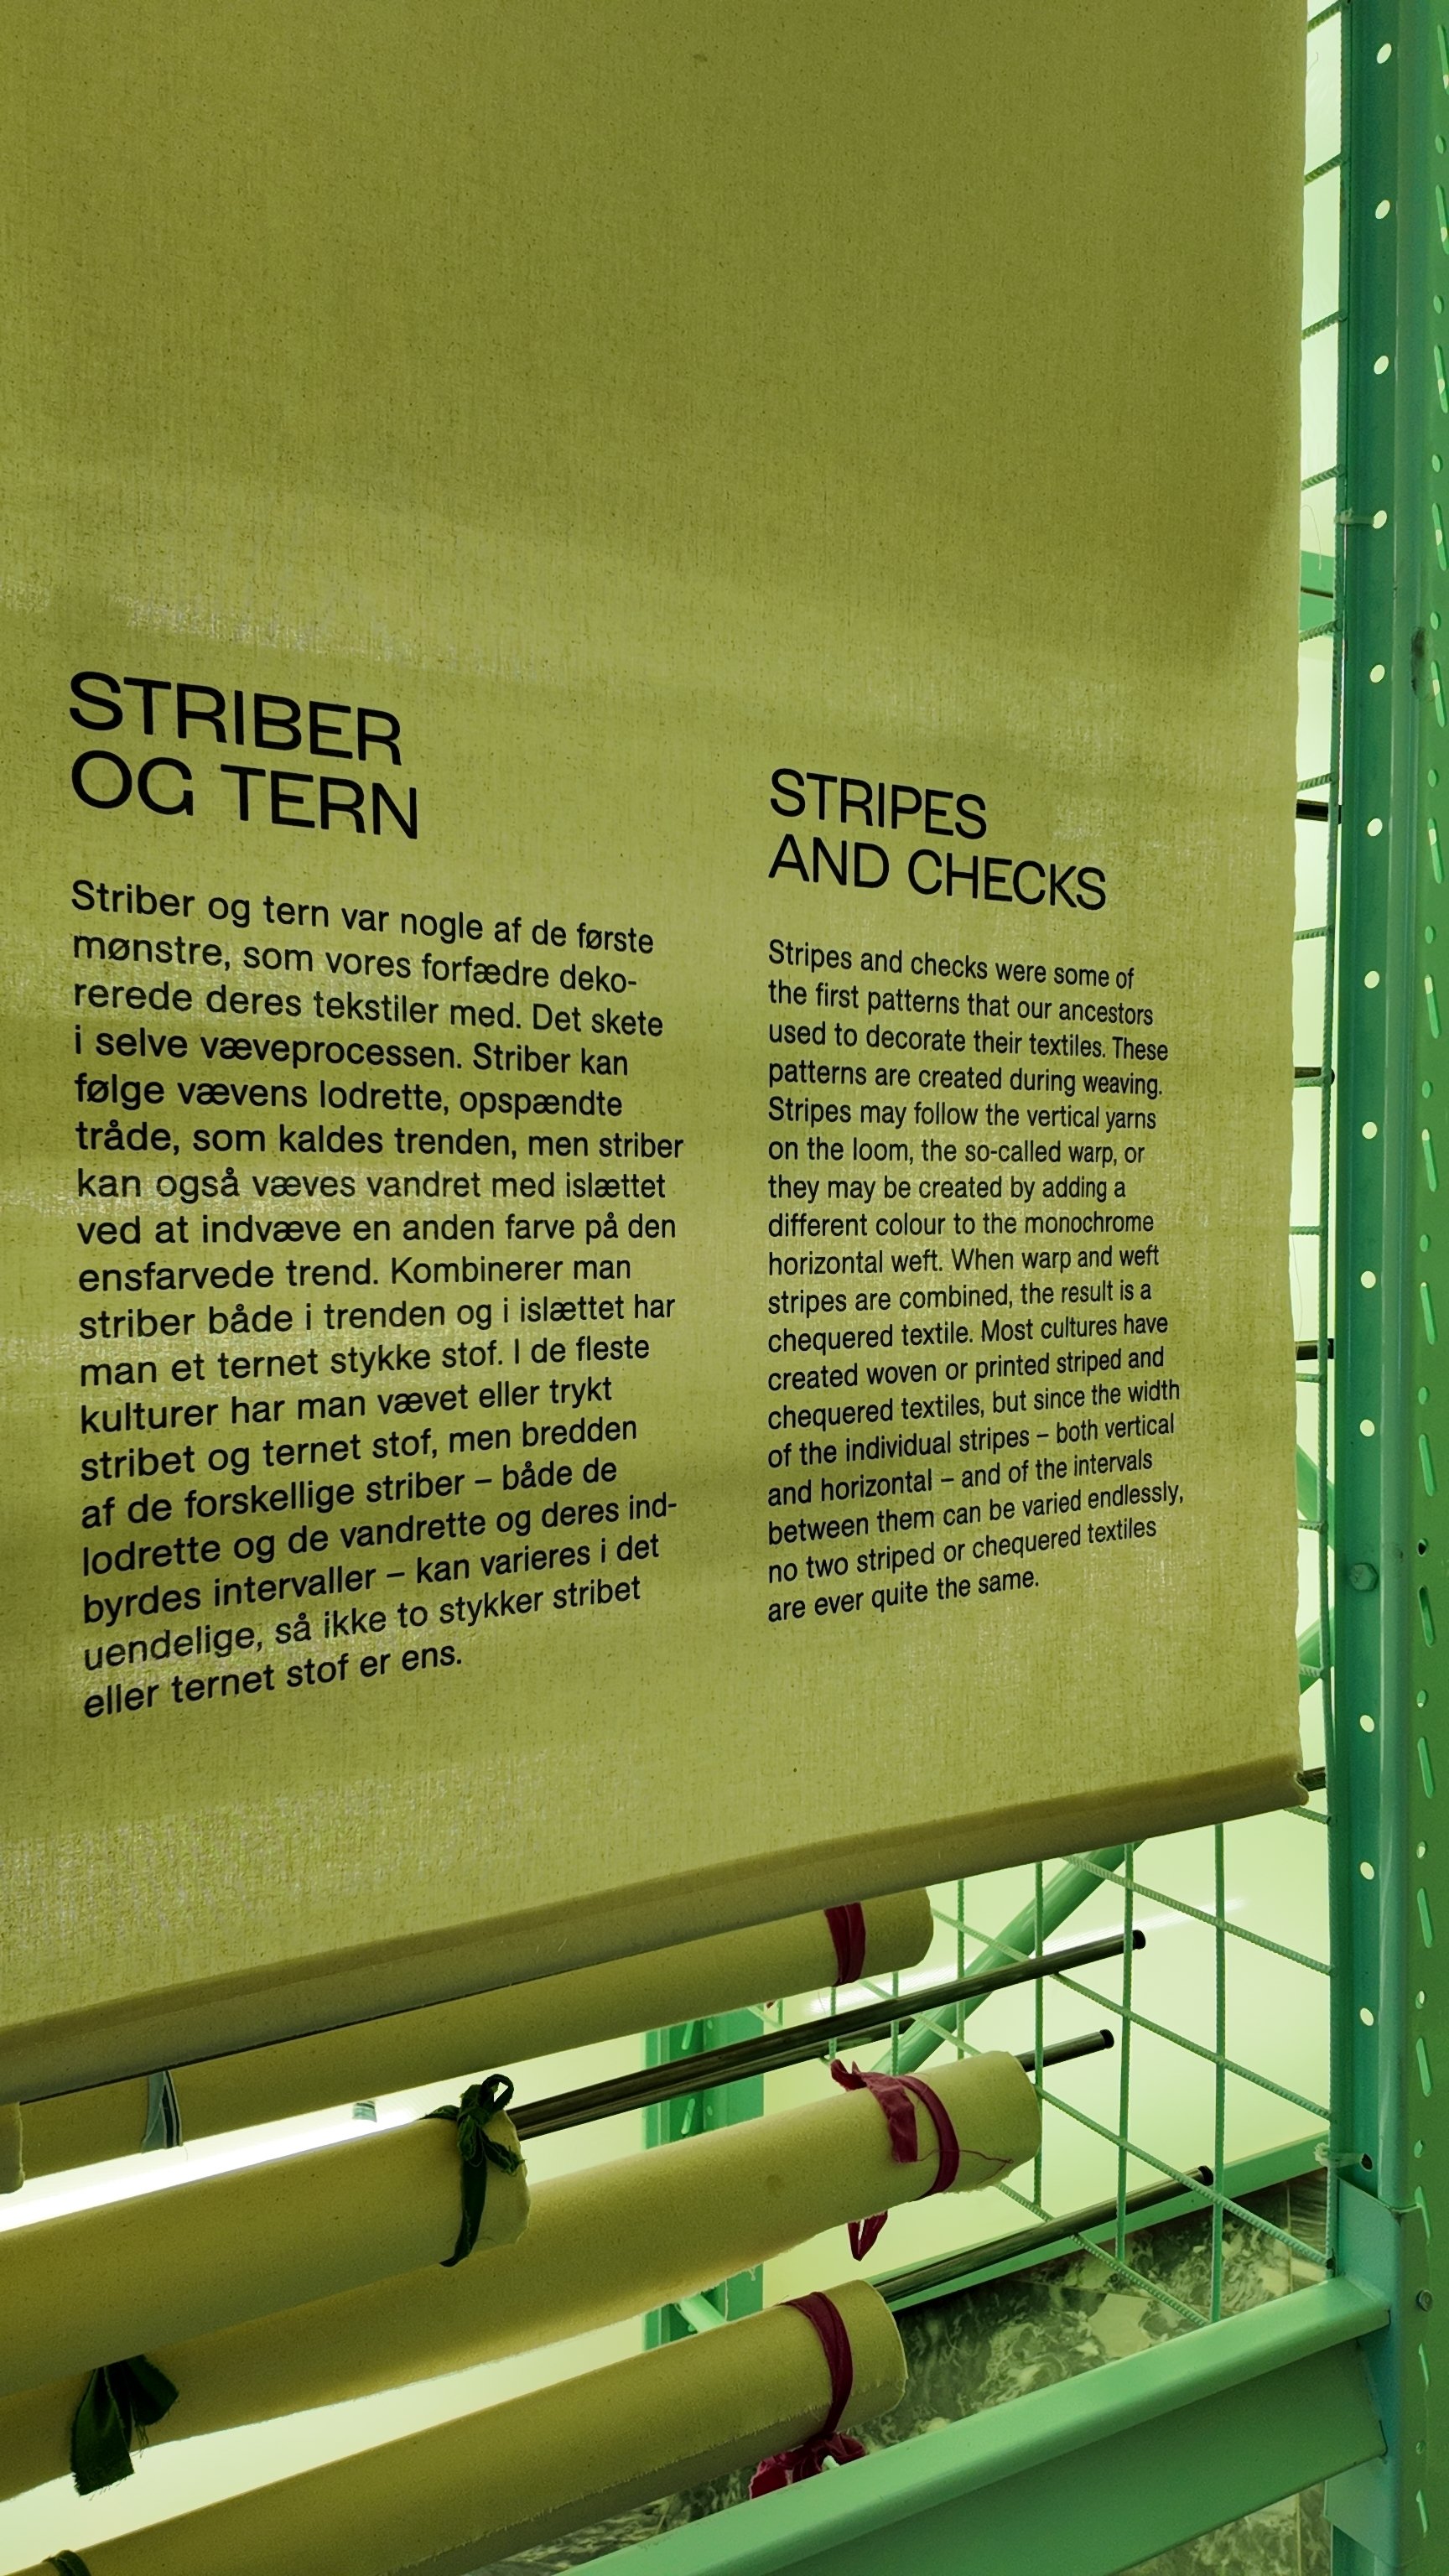 STRIBER
OG TERN
Striber og tern var nogle af de første
mønstre, som vores forfædre deko-
rerede deres tekstiler med. Det skete
i selve væveprocessen. Striber kan
følge vævens lodrette, opspændte
tråde, som kaldes trenden, men striber
kan også væves vandret med islættet
ved at indvæve en anden farve på den
ensfarvede trend. Kombinerer man
striber både i trenden og i islættet har
man et ternet stykke stof. I de fleste
kulturer har man vævet eller trykt
stribet og ternet stof, men bredden
af de forskellige striber – både de
lodrette og de vandrette og deres ind-
byrdes intervaller – kan varieres i det
uendelige, så ikke to stykker stribet
eller ternet stof er ens.
STRIPES
AND CHECKS
Stripes and checks were some of
the first patterns that our ancestors
used to decorate their textiles. These
patterns are created during weaving.
Stripes may follow the vertical yarns
on the loom, the so-called warp, or
they may be created by adding a
different colour to the monochrome
horizontal weft. When warp and weft
stripes are combined, the result is a
chequered textile. Most cultures have
created woven or printed striped and
chequered textiles, but since the width
of the individual stripes – both vertical
and horizontal – and of the intervals
between them can be varied endlessly,
no two striped or chequered textiles
are ever quite the same.